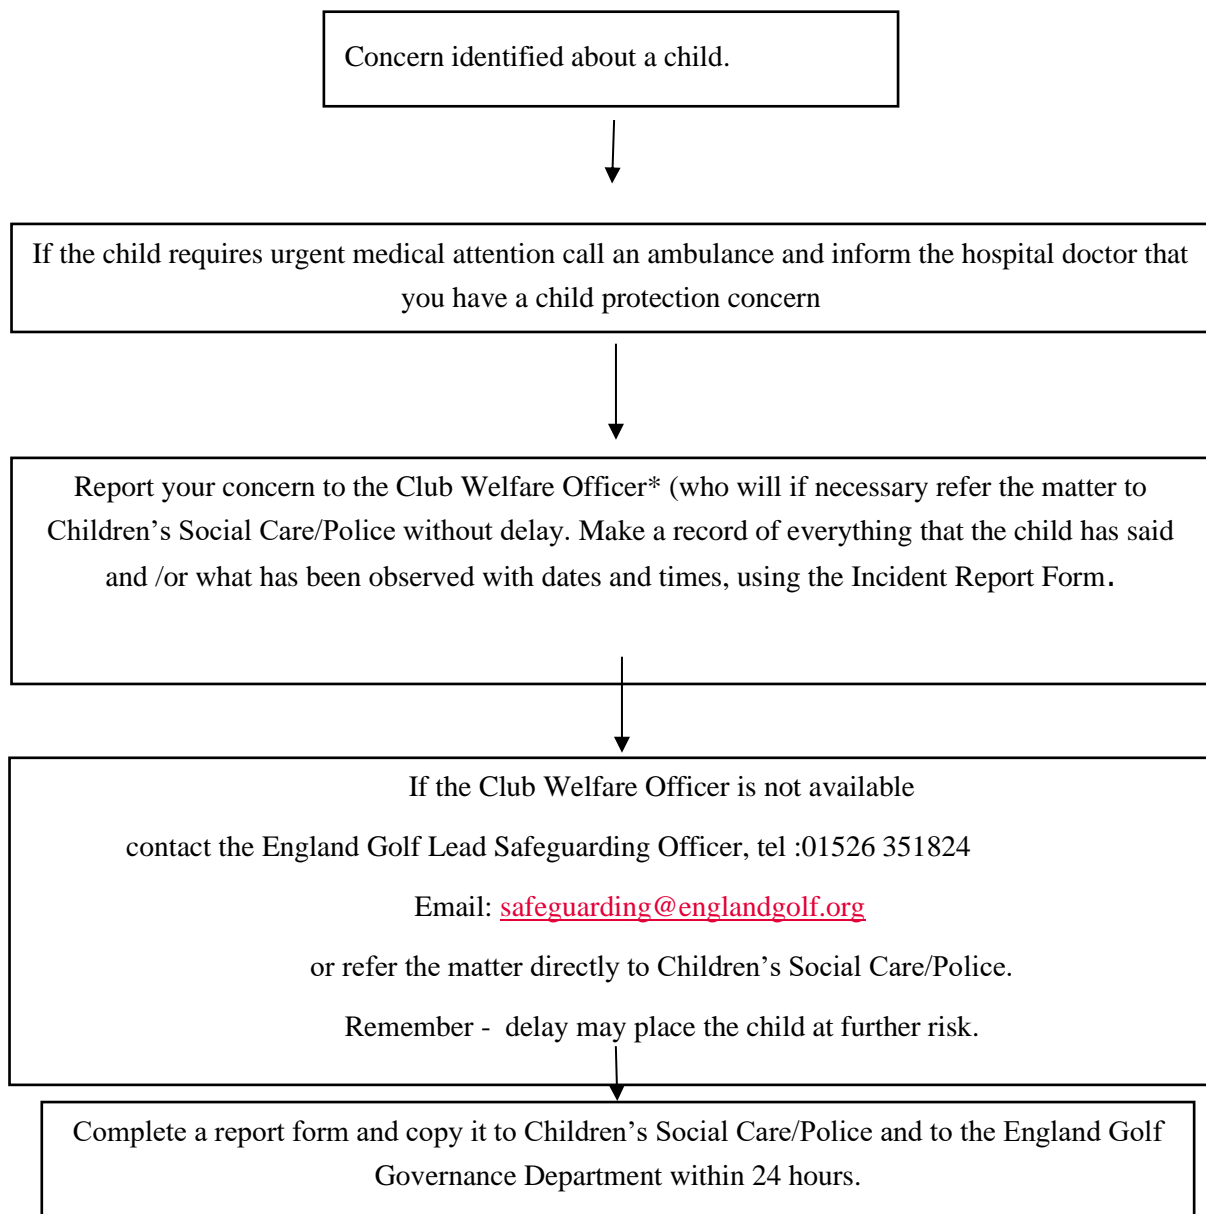 Concern identified about a child.
If the child requires urgent medical attention call an ambulance and inform the hospital doctor that
you have a child protection concern
Report your concern to the Club Welfare Officer* (who will if necessary refer the matter to
Children’s Social Care/Police without delay. Make a record of everything that the child has said
and /or what has been observed with dates and times, using the Incident Report Form.
If the Club Welfare Officer is not available
contact the England Golf Lead Safeguarding Officer, tel :01526 351824
Email: safeguarding@englandgolf.org
or refer the matter directly to Children’s Social Care/Police.
Remember -  delay may place the child at further risk.
Complete a report form and copy it to Children’s Social Care/Police and to the England Golf
Governance Department within 24 hours.